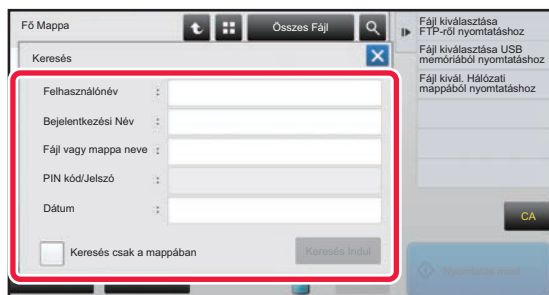 Fő Mappa
Összes Fájl
Keresés
Felhasználónév :
Bejelentkezési Név :
Fájl vagy mappa neve :
PIN kód/Jelszó :
Dátum :
Keresés csak a mappában
Keresés Indul
Fájl kiválasztása
FTP-ről nyomtatáshoz
Fájl kiválasztása USB
memóriából nyomtatáshoz
Fájl kivál. Hálózati
mappából nyomtatáshoz
CA